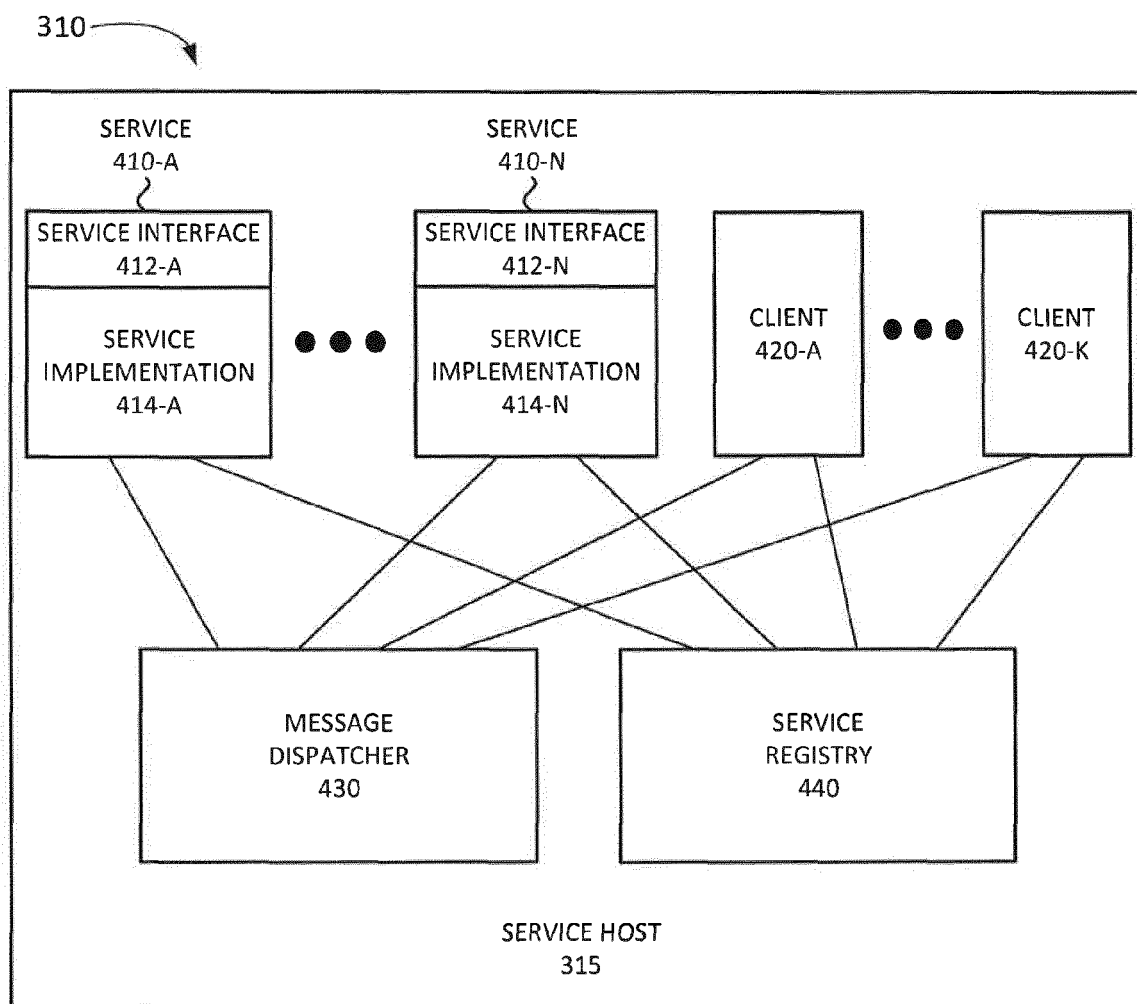 310
SERVICE
410-A
SERVICE
410-N
SERVICE INTERFACE
412-A
SERVICE INTERFACE
412-N
SERVICE
IMPLEMENTATION
414-A
SERVICE
IMPLEMENTATION
414-N
CLIENT
420-A
CLIENT
420-K
MESSAGE
DISPATCHER
430
SERVICE
REGISTRY
440
SERVICE HOST
315